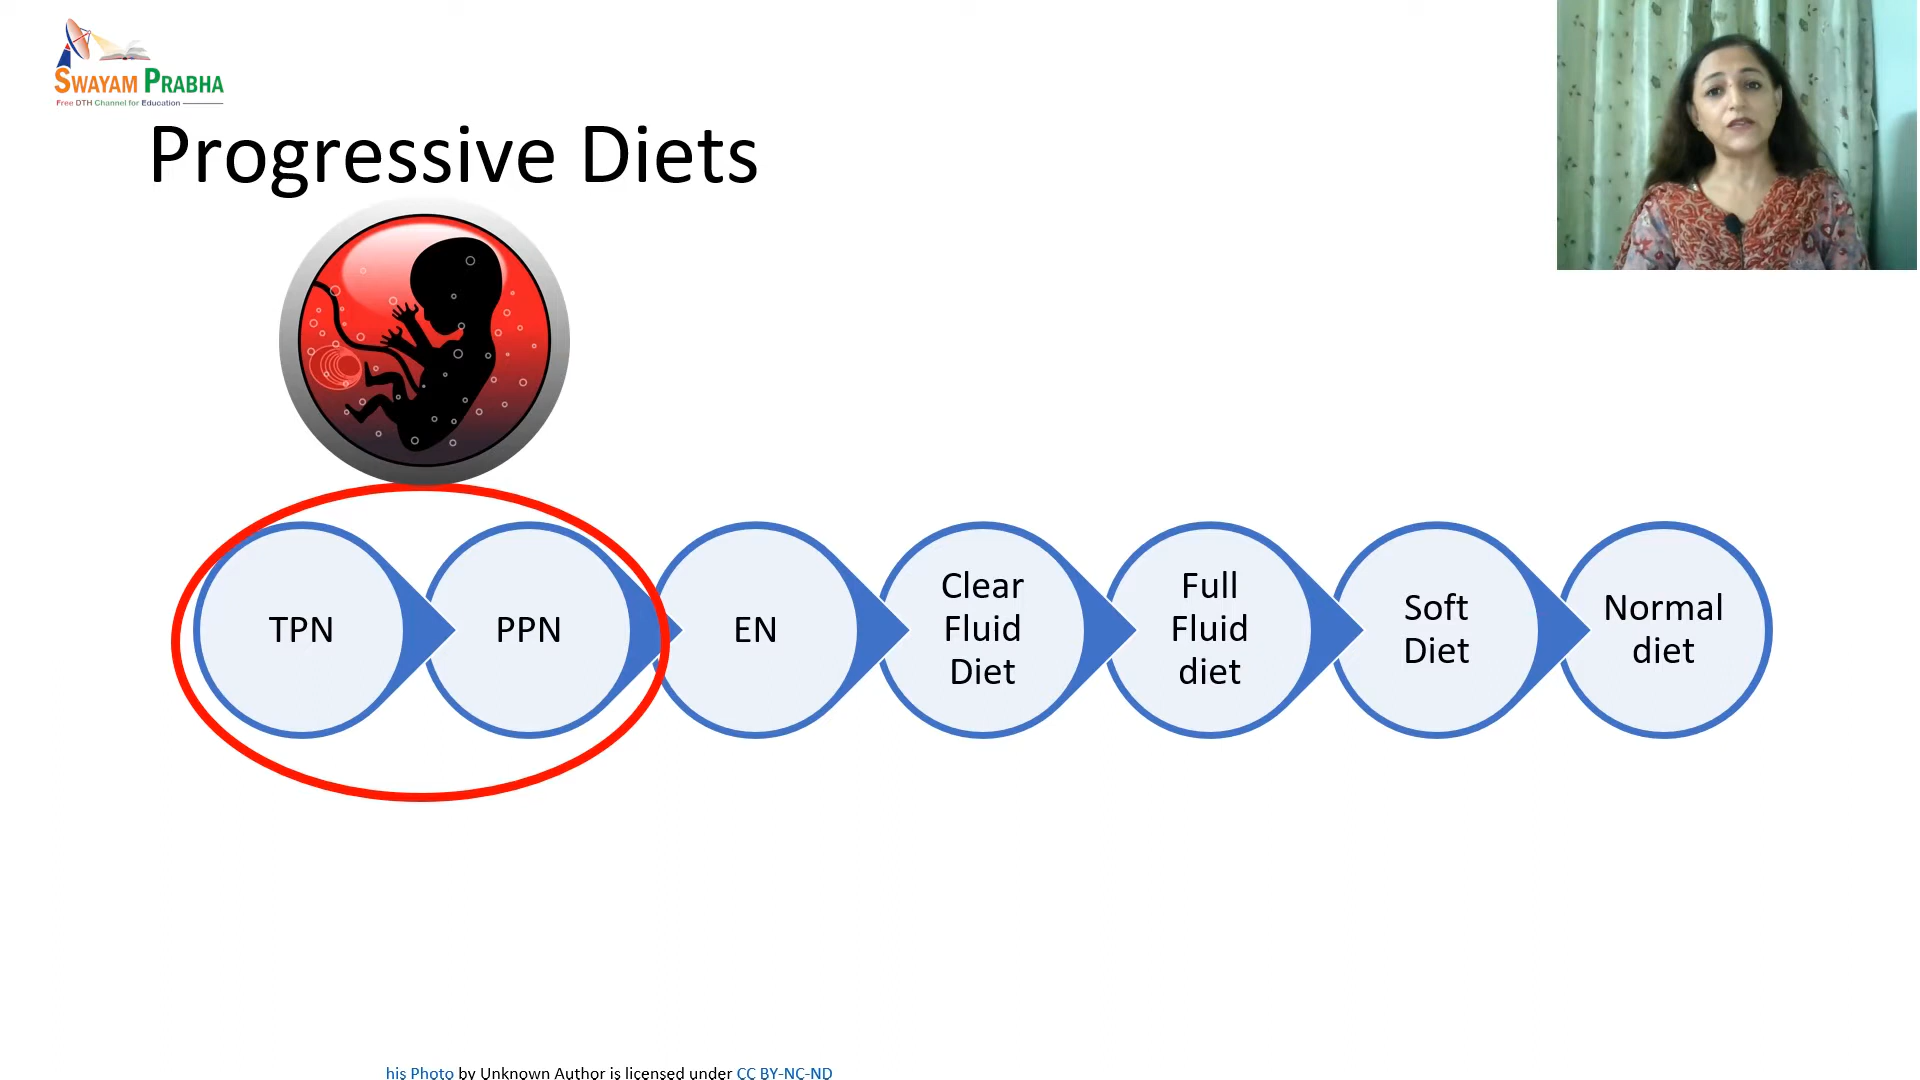 SWAYAM PRABHA
Free DTH Channel for Education
Progressive Diets
TPN
PPN
EN
Clear
Fluid
Diet
Full
Fluid
diet
Soft
Diet
Normal
diet
his Photo by Unknown Author is licensed under CC BY-NC-ND